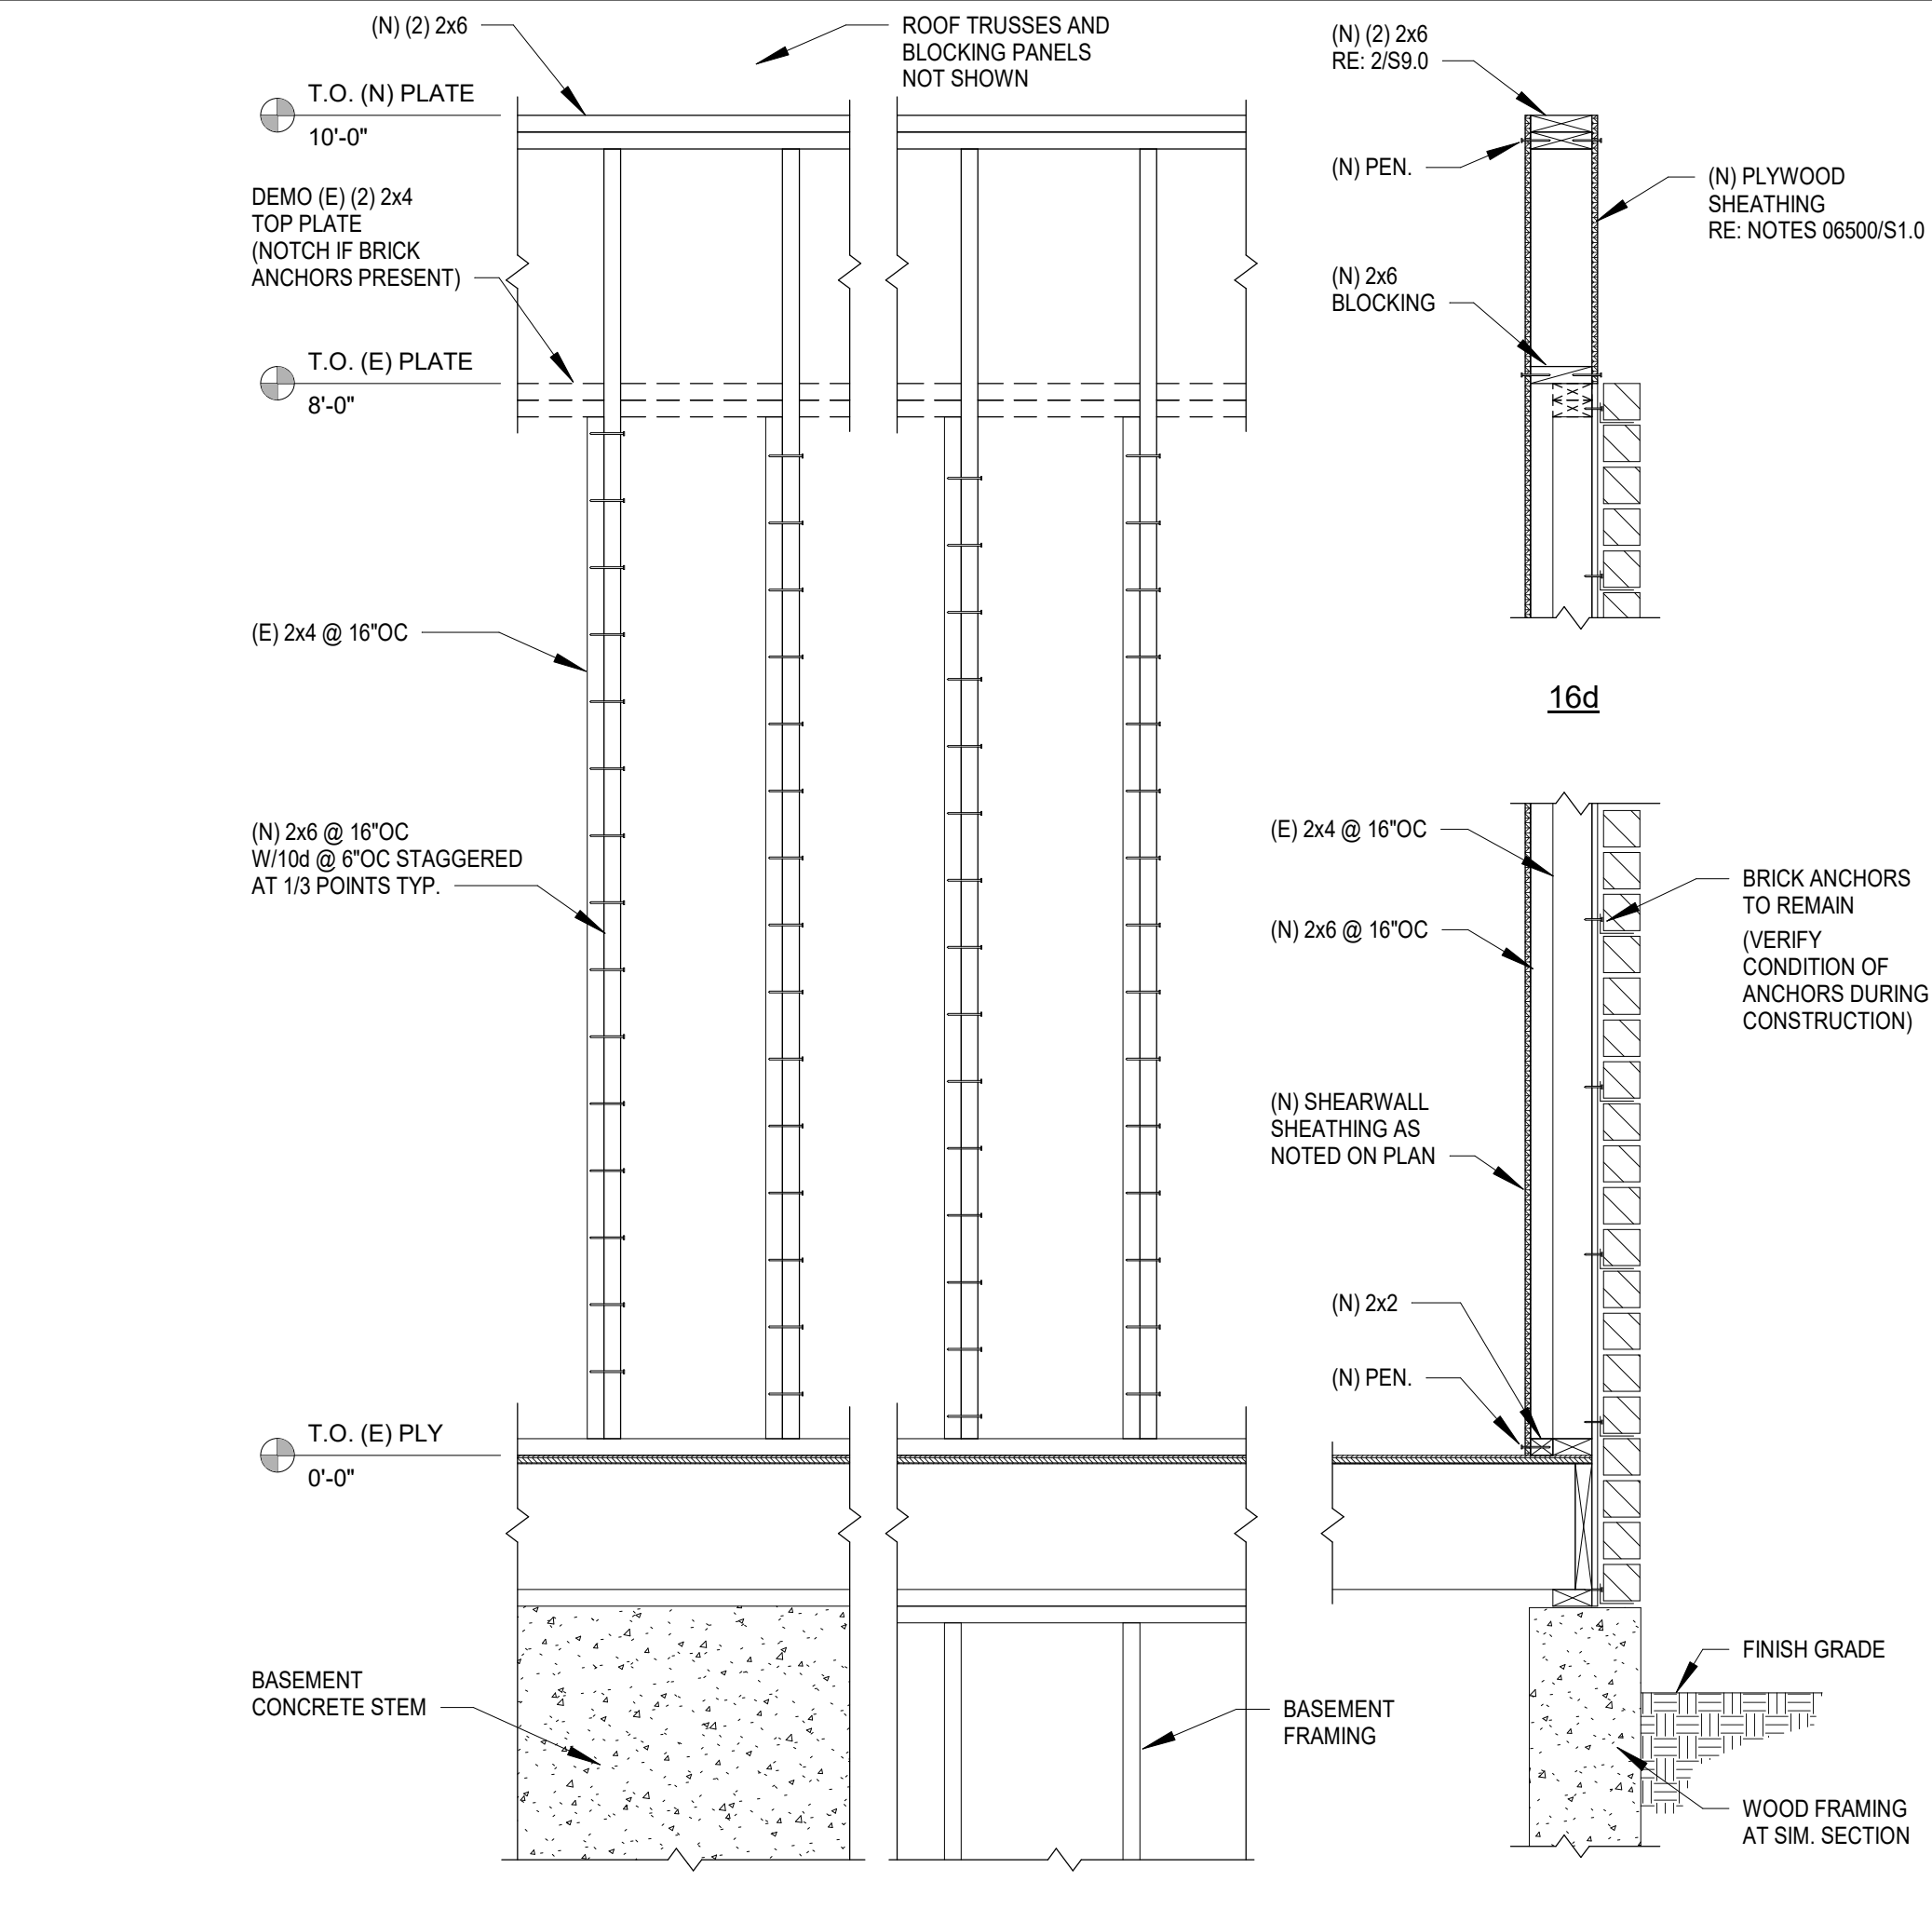 (N) (2) 2x6
ROOF TRUSSES AND
BLOCKING PANELS
NOT SHOWN
(N) (2) 2x6
RE: 2/S9.0
T.O. (N) PLATE
10'-0"
(N) PEN.
(N) PLYWOOD
SHEATHING
RE: NOTES 06500/S1.0
DEMO (E) (2) 2x4
TOP PLATE
(NOTCH IF BRICK
ANCHORS PRESENT)
(N) 2x6
BLOCKING
T.O. (E) PLATE
8'-0"
(E) 2x4 @ 16"OC
16d
(N) 2x6 @ 16"OC
W/10d @ 6"OC STAGGERED
AT 1/3 POINTS TYP.
(E) 2x4 @ 16"OC
BRICK ANCHORS
TO REMAIN
(VERIFY
CONDITION OF
ANCHORS DURING
CONSTRUCTION)
(N) 2x6 @ 16"OC
(N) SHEARWALL
SHEATHING AS
NOTED ON PLAN
(N) 2x2
(N) PEN.
T.O. (E) PLY
0'-0"
BASEMENT
CONCRETE STEM
BASEMENT
FRAMING
FINISH GRADE
WOOD FRAMING
AT SIM. SECTION